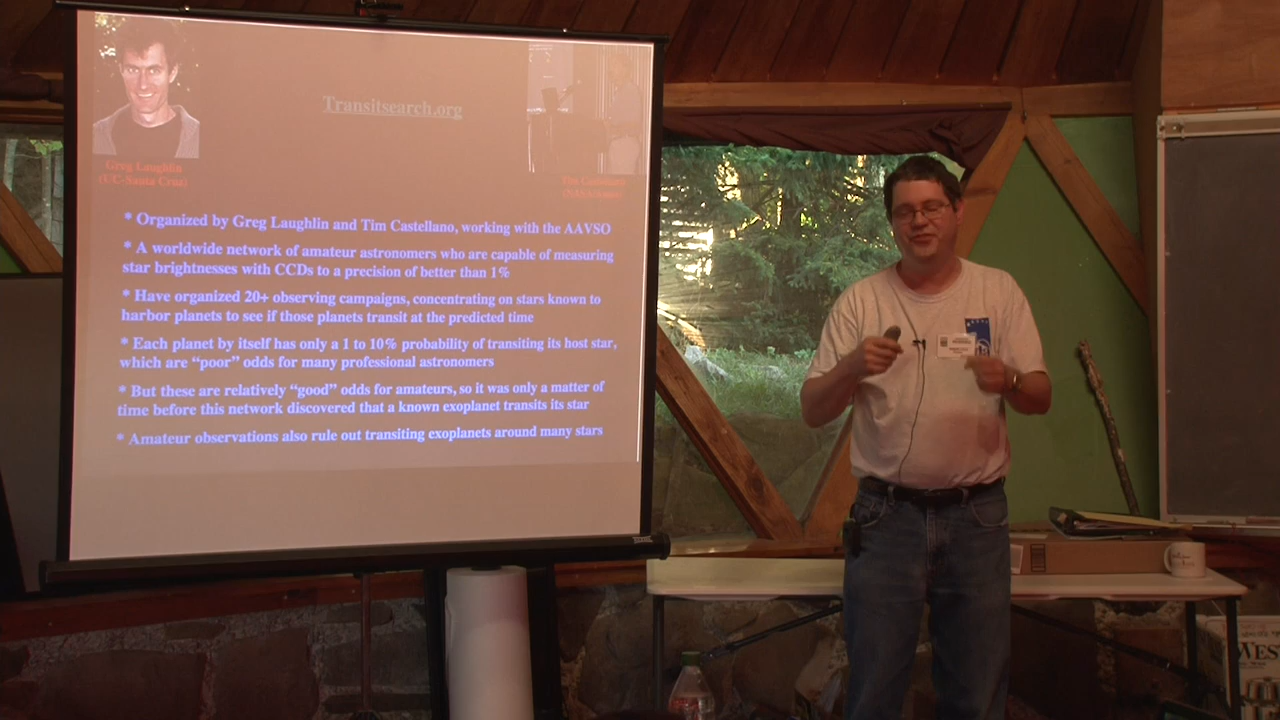 Transitsearch.org
Greg Laughlin
(UC-Santa Cruz)
* Organized by Greg Laughlin and Tim Castellano, working with the AAVSO
* A worldwide network of amateur astronomers who are capable of measuring
star brightnesses with CCDs to a precision of better than 1%
* Have organized 20+ observing campaigns, concentrating on stars known to
harbor planets to see if those planets transit at the predicted time
* Each planet by itself has only a 1 to 10% probability of transiting its host star,
which are “poor” odds for many professional astronomers
* But these are relatively “good” odds for amateurs, so it was only a matter of
time before this network discovered that a known exoplanet transits its star
* Amateur observations also rule out transiting exoplanets around many stars